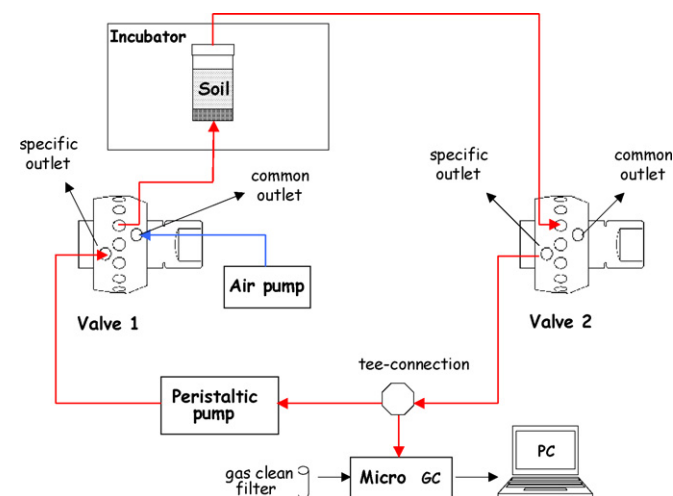 Incubator
Soil
specific
outlet
common
outlet
specific
outlet
common
outlet
Air pump
Valve 1
Valve 2
tee-connection
Peristaltic
pump
PC
gas clean
filter
Micro GC